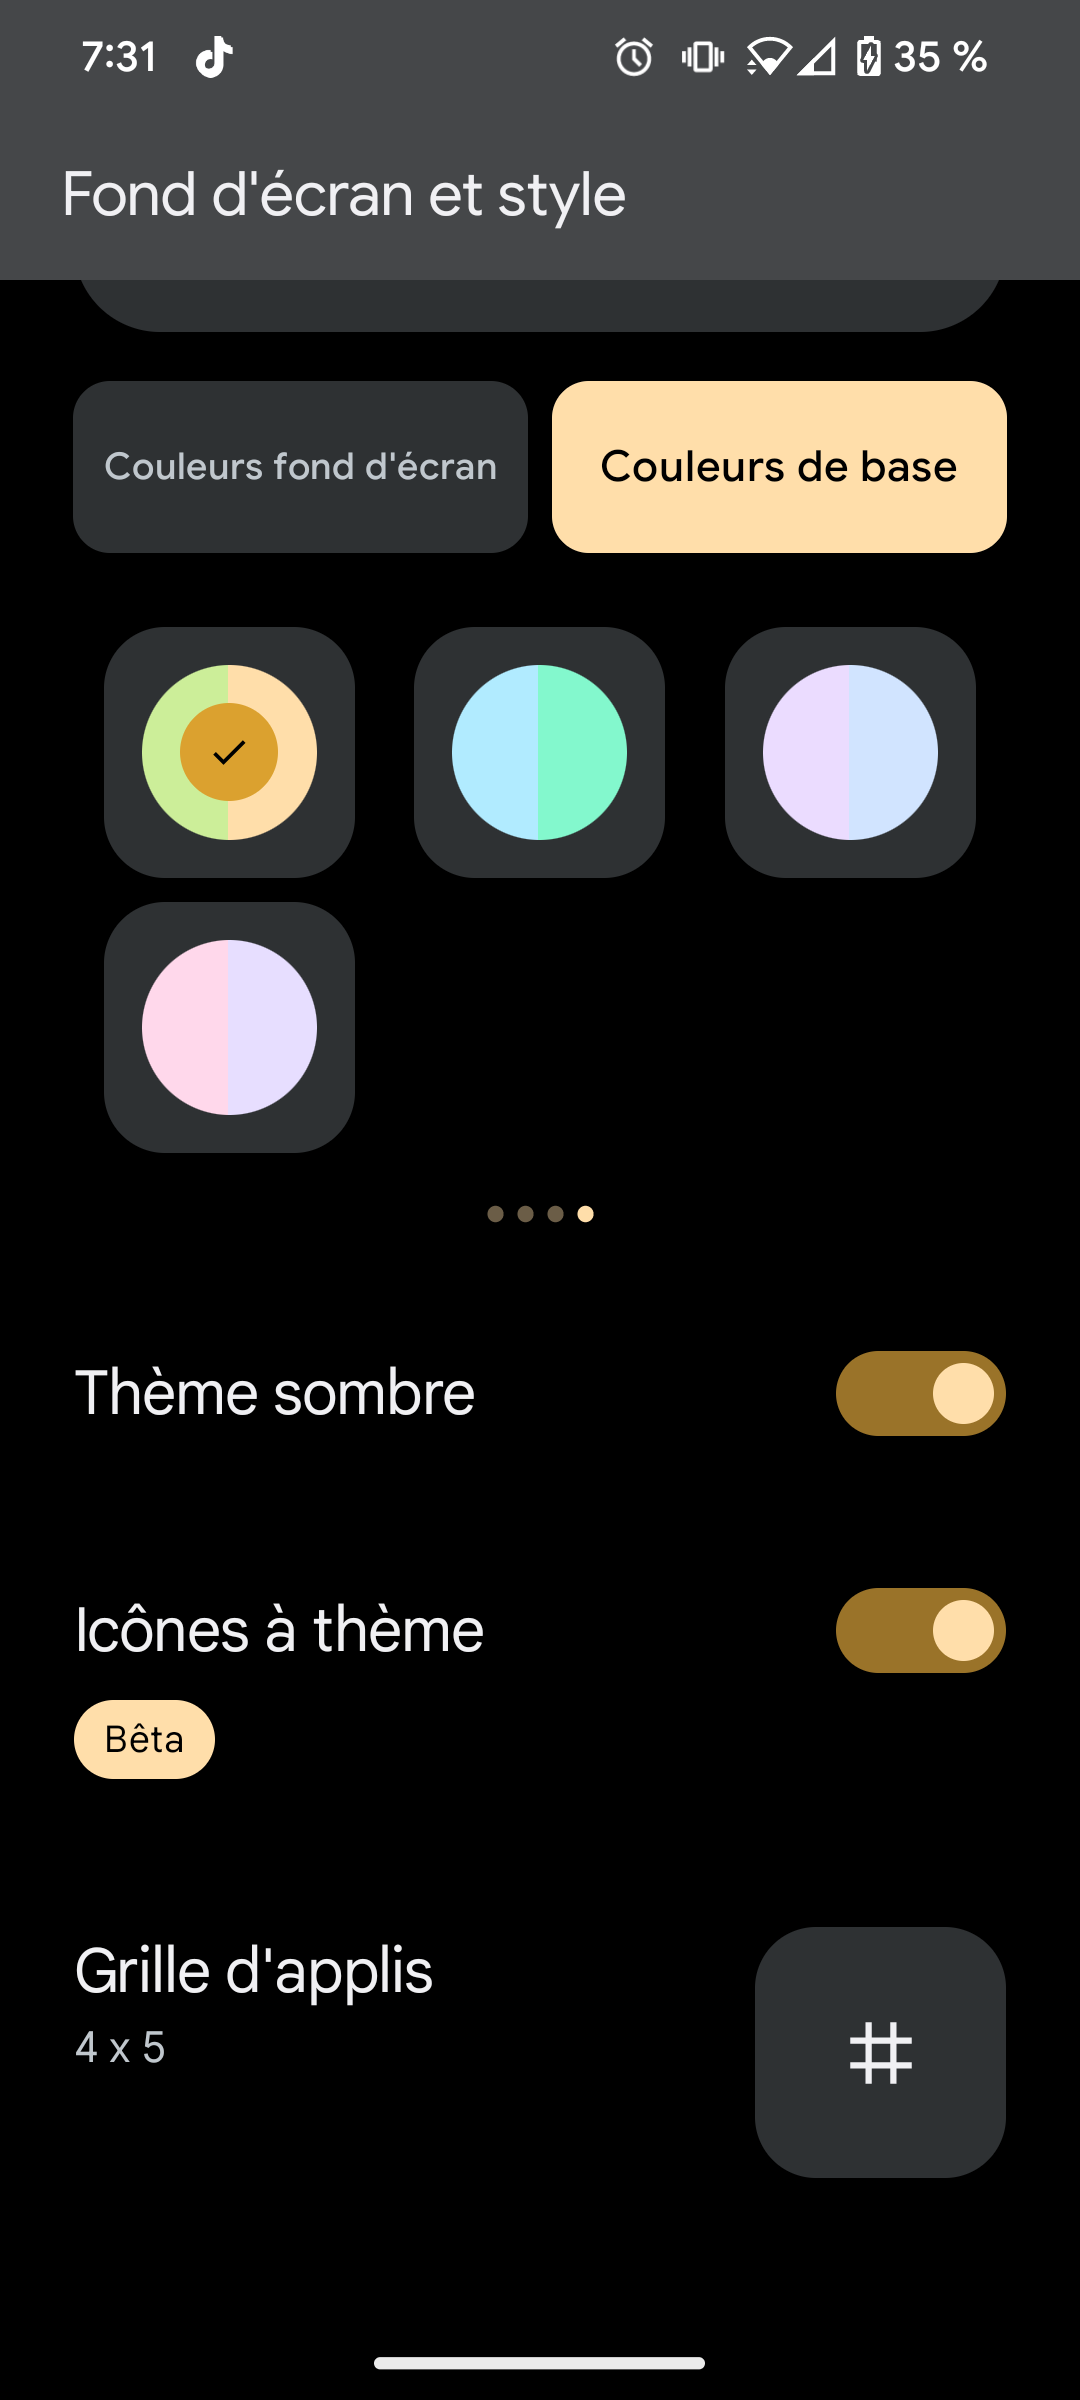 7:31 35 %
Fond d'écran et style
Couleurs fond d'écran
Couleurs de base
Thème sombre
Icônes à thème
Bêta
Grille d'applis
4 x 5